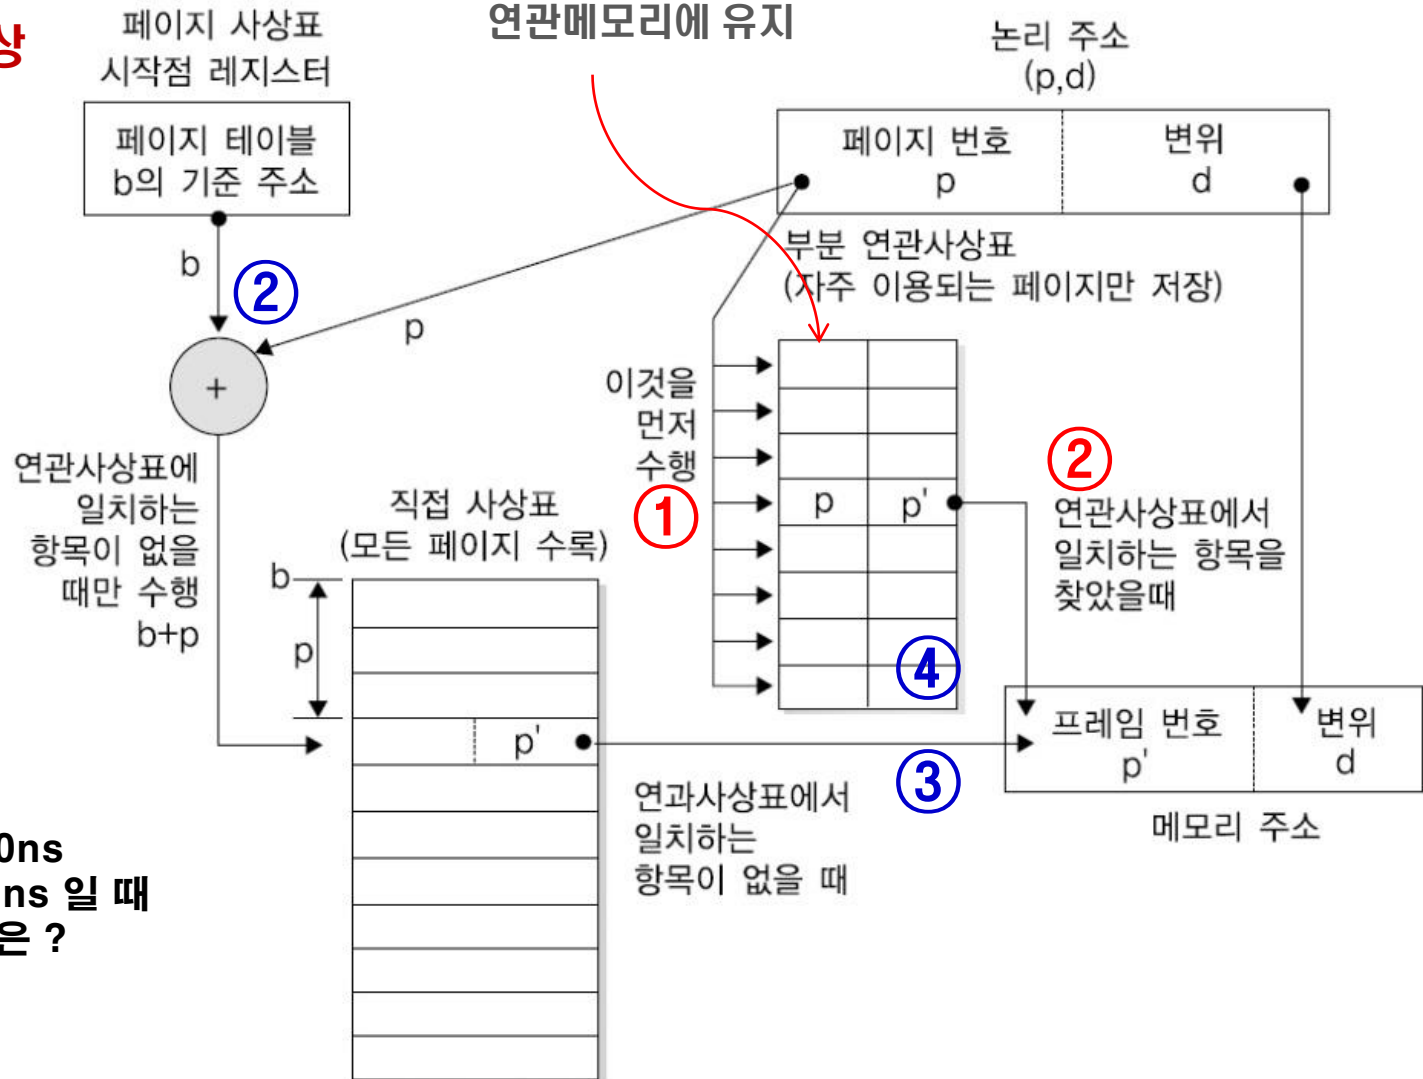 상
페이지 사상표
시작점 레지스터
페이지 테이블
b의 기준 주소
연관메모리에 유지
논리 주소
(p,d)
페이지 번호
p
변위
d
b
②
p
+
부분 연관사상표
(자주 이용되는 페이지만 저장)
이것을
먼저
수행
①
p
p'
②
연관사상표에서
일치하는 항목을
찾았을때
연관사상표에
일치하는
항목이 없을
때만 수행
b+p
직접 사상표
(모든 페이지 수록)
b
p
p'
④
③
프레임 번호
p'
변위
d
메모리 주소
연과사상표에서
일치하는
항목이 없을 때
0ns
ns 일 때
은 ?